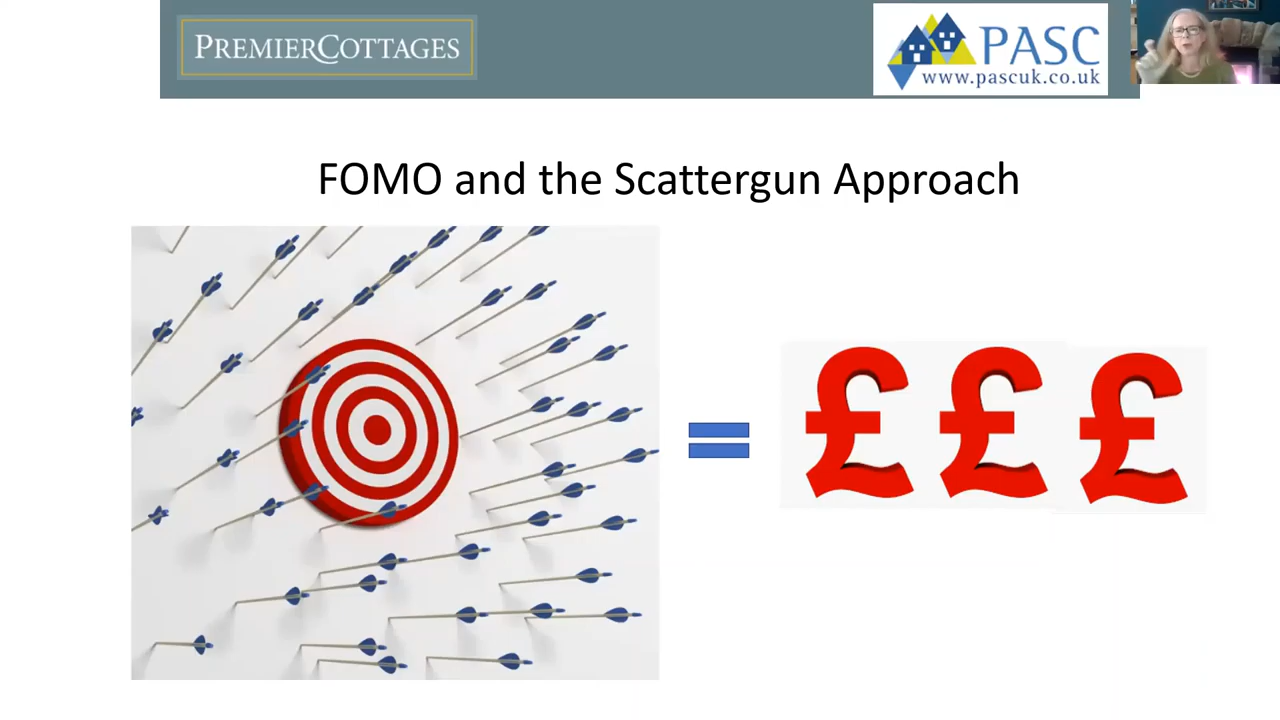 PREMIERCOTTAGES
PASC
www.pascuk.co.uk
FOMO and the Scattergun Approach
= £ £ £